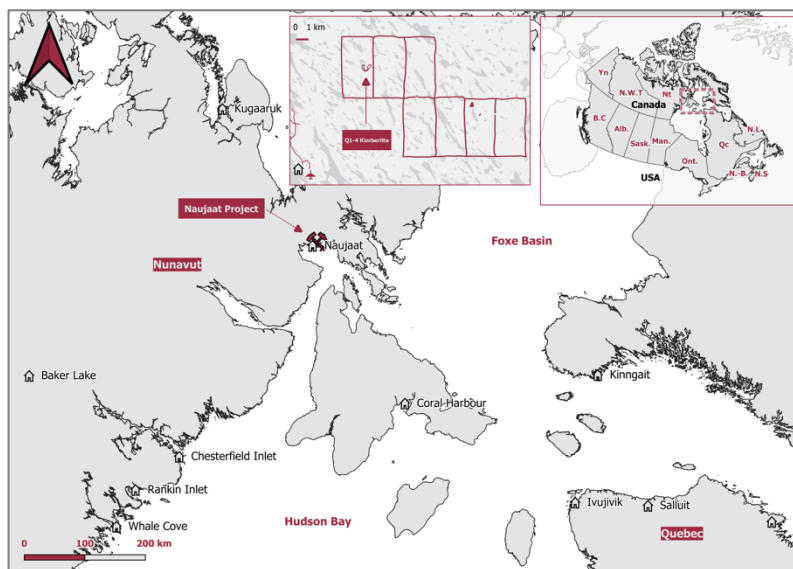 0 1 km
Q1-4 Kimberlite
Yn
N.W.T
Nt
Canada
B.C
Alb.
Sask.
Man.
Ont.
Qc
N.L
N.-B.
N.S
USA
Kugaaruk
Naujaat Project
Naujaat
Nunavut
Foxe Basin
Baker Lake
Kinngait
Coral Harbour
Chesterfield Inlet
Rankin Inlet
Whale Cove
Hudson Bay
Ivujivik
Salluit
Quebec
0 100 200 km